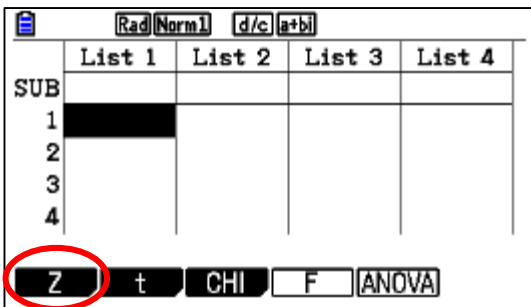 Rad Norm1 d/c a+bi
List 1 List 2 List 3 List 4
SUB
1
2
3
4
Z t CHI F ANOVA